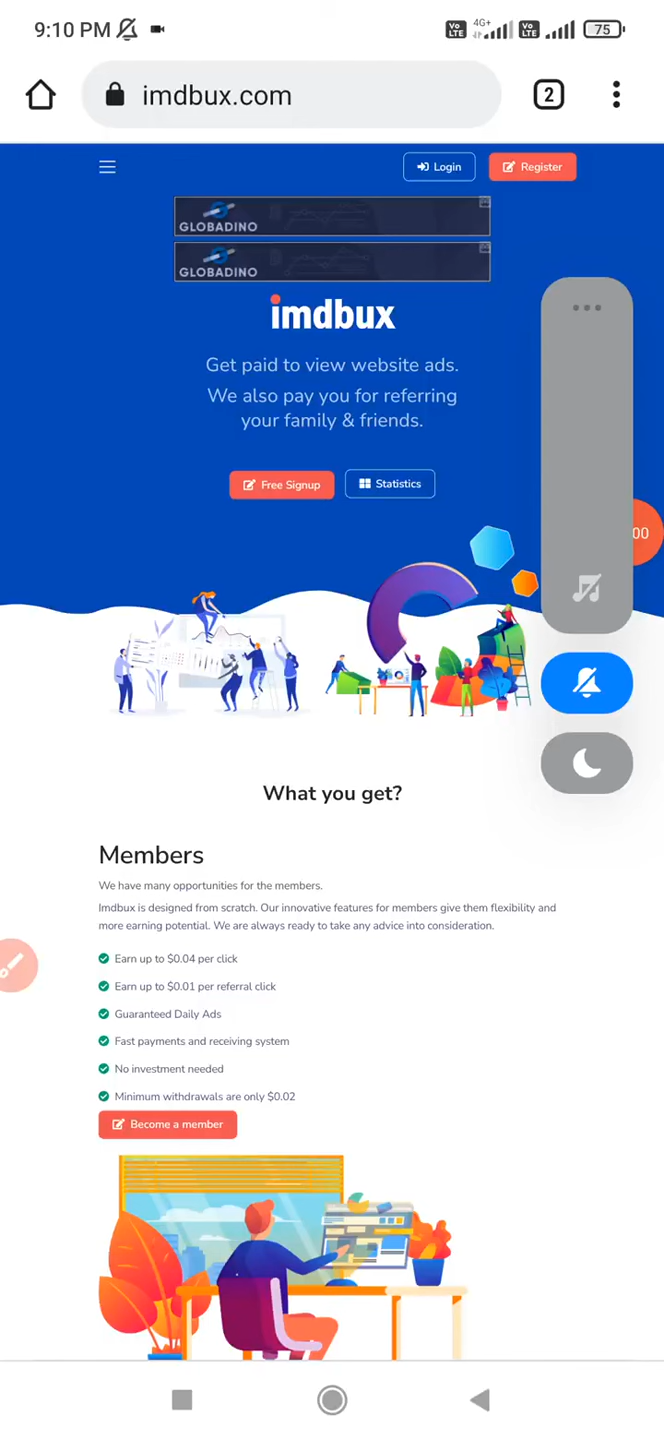 9:10 PM
Vo LTE 4G+ Vo LTE 75
imdbux.com
2
Login Register
GLOBADINO
GLOBADINO
imdbux
Get paid to view website ads.
We also pay you for referring
your family & friends.
Free Signup Statistics
00
What you get?
Members
We have many opportunities for the members.
Imdbux is designed from scratch. Our innovative features for members give them flexibility and
more earning potential. We are always ready to take any advice into consideration.
Earn up to $0.04 per click
Earn up to $0.01 per referral click
Guaranteed Daily Ads
Fast payments and receiving system
No investment needed
Minimum withdrawals are only $0.02
Become a member